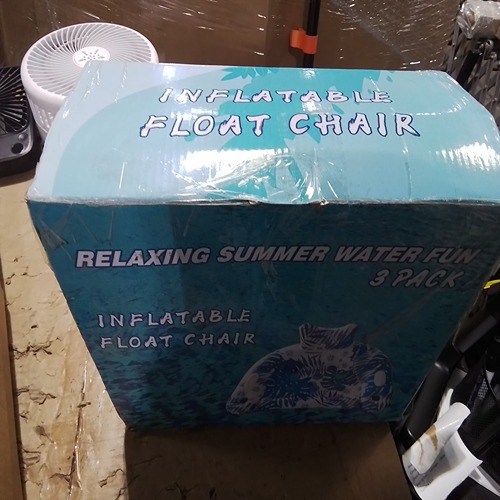 INFLATABLE
FLOAT CHAIR
RELAXING SUMMER WATER FUN
3 PACK
INFLATABLE
FLOAT CHAIR